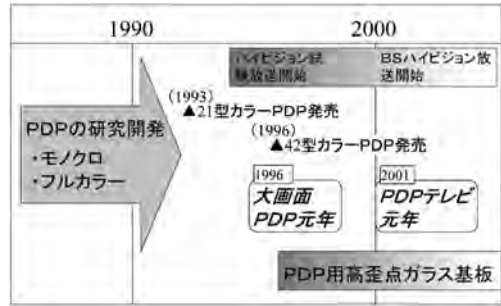 1990
2000
ハイビジョン試
験放送開始
BSハイビジョン放
送開始
(1993)
▲21型カラーPDP発売
PDPの研究開発
・モノクロ
・フルカラー
(1996)
▲42型カラーPDP発売
1996
大画面
PDP元年
2001
PDPテレビ
元年
PDP用高歪点ガラス基板